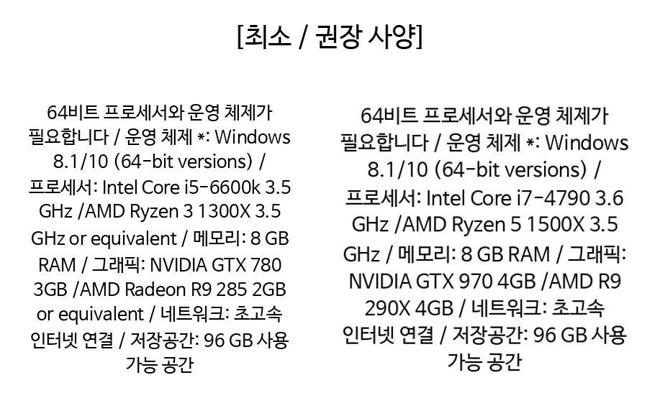 [최소 / 권장 사양]
64비트 프로세서와 운영 체제가
필요합니다 / 운영 체제 *: Windows
8.1/10 (64-bit versions) /
프로세서: Intel Core i5-6600k 3.5
GHz /AMD Ryzen 3 1300X 3.5
GHz or equivalent / 메모리: 8 GB
RAM / 그래픽: NVIDIA GTX 780
3GB /AMD Radeon R9 285 2GB
or equivalent / 네트워크: 초고속
인터넷 연결 / 저장공간: 96 GB 사용
가능 공간
64비트 프로세서와 운영 체제가
필요합니다 / 운영 체제 *: Windows
8.1/10 (64-bit versions) /
프로세서: Intel Core i7-4790 3.6
GHz /AMD Ryzen 5 1500X 3.5
GHz / 메모리: 8 GB RAM / 그래픽:
NVIDIA GTX 970 4GB /AMD R9
290X 4GB / 네트워크: 초고속
인터넷 연결 / 저장공간: 96 GB 사용
가능 공간